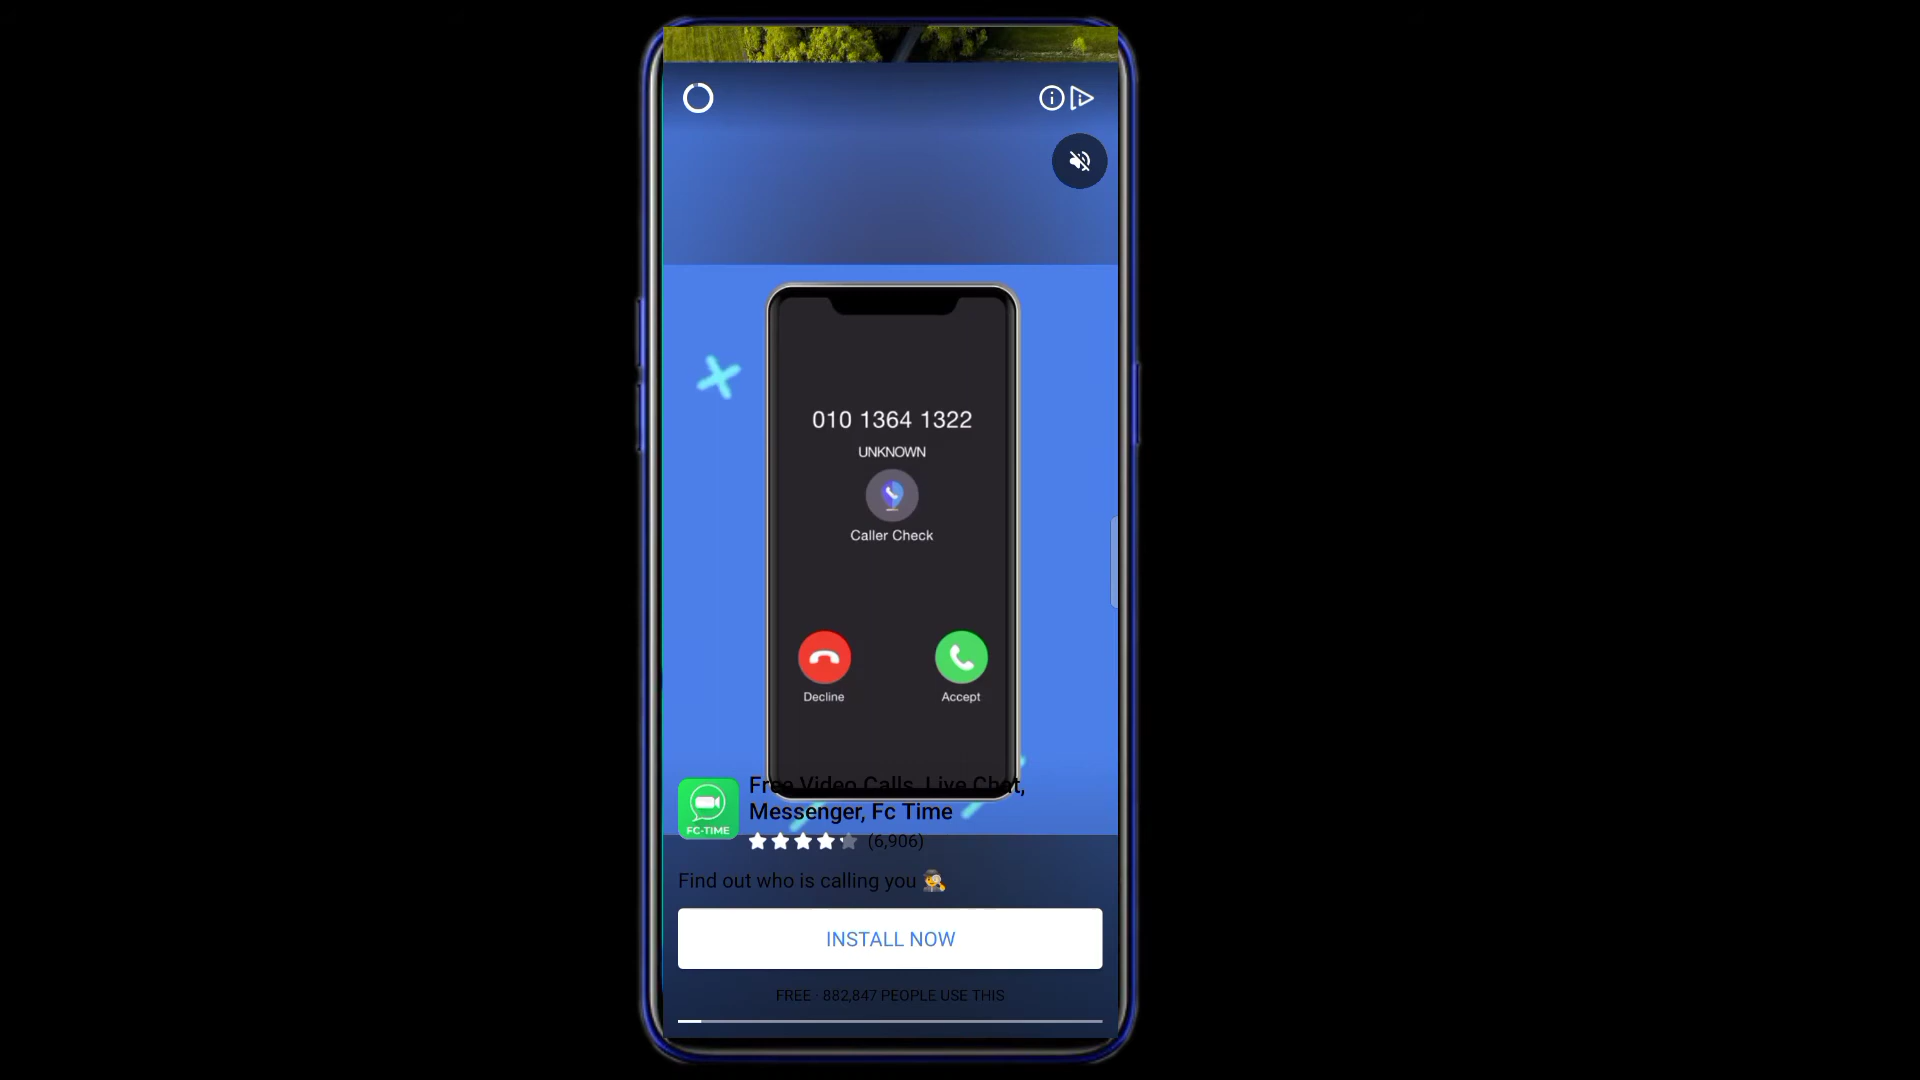 010 1364 1322
UNKNOWN
Caller Check
Decline
Accept
Free Video Calls, Live Chat,
Messenger, Fc Time
FC-TIME
(6,906)
Find out who is calling you
INSTALL NOW
FREE · 882,847 PEOPLE USE THIS